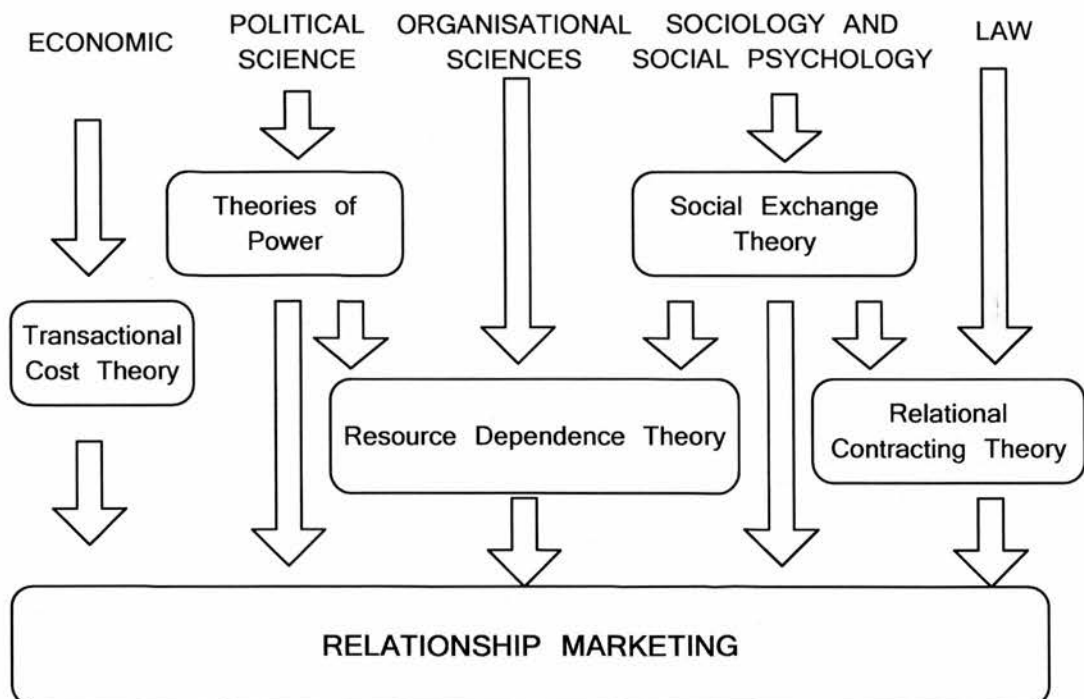 ECONOMIC
POLITICAL
SCIENCE
ORGANISATIONAL
SCIENCES
SOCIOLOGY AND
SOCIAL PSYCHOLOGY
LAW
Theories of
Power
Social Exchange
Theory
Transactional
Cost Theory
Resource Dependence Theory
Relational
Contracting Theory
RELATIONSHIP MARKETING